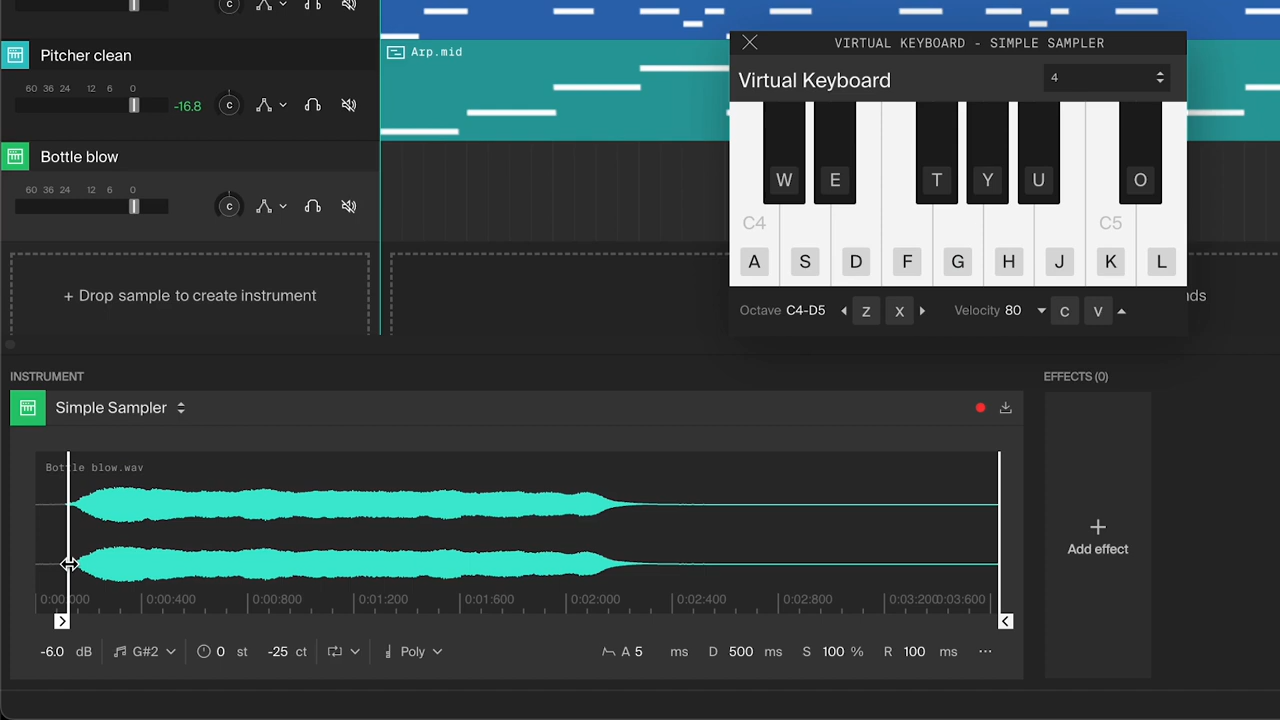 C
Pitcher clean
60 36 24 12 6 0
-16.8
C
Bottle blow
60 36 24 12 6 0
C
+ Drop sample to create instrument
Arp.mid
VIRTUAL KEYBOARD - SIMPLE SAMPLER
Virtual Keyboard
4
W E T Y U O
C4 C5
A S D F G H J K L
Octave C4-D5 Z X Velocity 80 C V
nds
INSTRUMENT
EFFECTS (0)
Simple Sampler
Bottle blow.wav
0:00:000 0:00:400 0:00:800 0:01:200 0:01:600 0:02:000 0:02:400 0:02:800 0:03:200 0:03:600
Add effect
-6.0 dB G#2 0 st -25 ct Poly A 5 ms D 500 ms S 100 % R 100 ms